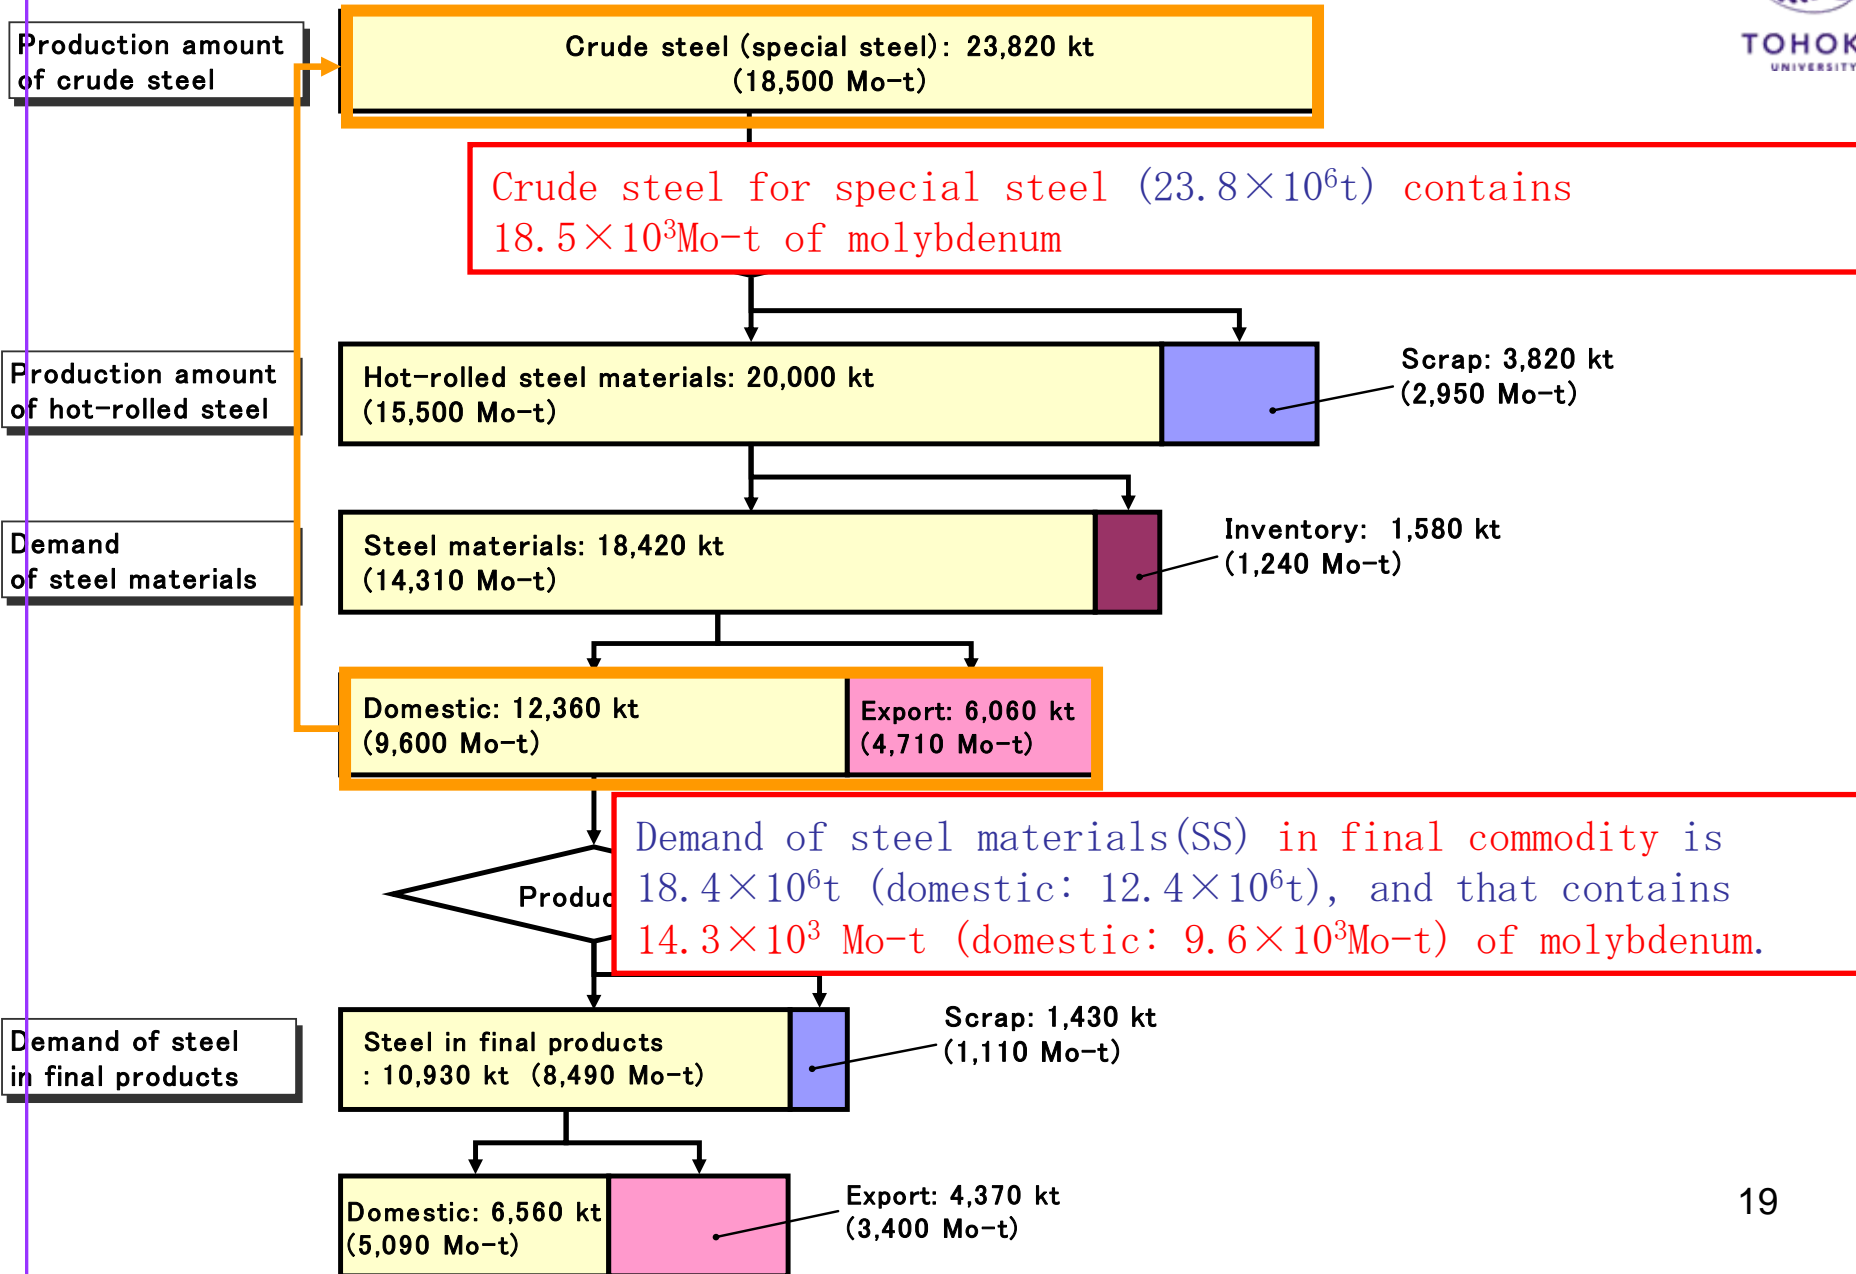 Production amount
of crude steel
Crude steel (special steel): 23,820 kt
(18,500 Mo-t)
UNIVERSITY
Crude steel for special steel (23.8×10⁶t) contains
18.5×10³Mo-t of molybdenum
Production amount
of hot-rolled steel
Hot-rolled steel materials: 20,000 kt
(15,500 Mo-t)
Scrap: 3,820 kt
(2,950 Mo-t)
Demand
of steel materials
Steel materials: 18,420 kt
(14,310 Mo-t)
Inventory: 1,580 kt
(1,240 Mo-t)
Domestic: 12,360 kt
(9,600 Mo-t)
Export: 6,060 kt
(4,710 Mo-t)
Demand of steel materials(SS) in final commodity is
18.4×10⁶t (domestic: 12.4×10⁶t), and that contains
14.3×10³ Mo-t (domestic: 9.6×10³Mo-t) of molybdenum.
Demand of steel
in final products
Steel in final products
: 10,930 kt (8,490 Mo-t)
Scrap: 1,430 kt
(1,110 Mo-t)
Domestic: 6,560 kt
(5,090 Mo-t)
Export: 4,370 kt
(3,400 Mo-t)
19